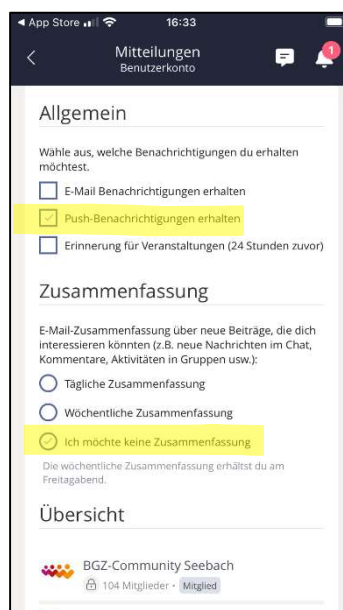 App Store
16:33
Mitteilungen
1
Benutzerkonto
Allgemein
Wähle aus, welche Benachrichtigungen du erhalten
möchtest.
E-Mail Benachrichtigungen erhalten
Push-Benachrichtigungen erhalten
Erinnerung für Veranstaltungen (24 Stunden zuvor)
Zusammenfassung
E-Mail-Zusammenfassung über neue Beiträge, die dich
interessieren könnten (z.B. neue Nachrichten im Chat,
Kommentare, Aktivitäten in Gruppen usw.):
Tägliche Zusammenfassung
Wöchentliche Zusammenfassung
Ich möchte keine Zusammenfassung
Die wöchentliche Zusammenfassung erhältst du am
Freitagabend.
Übersicht
BGZ-Community Seebach
104 Mitglieder • Mitglied